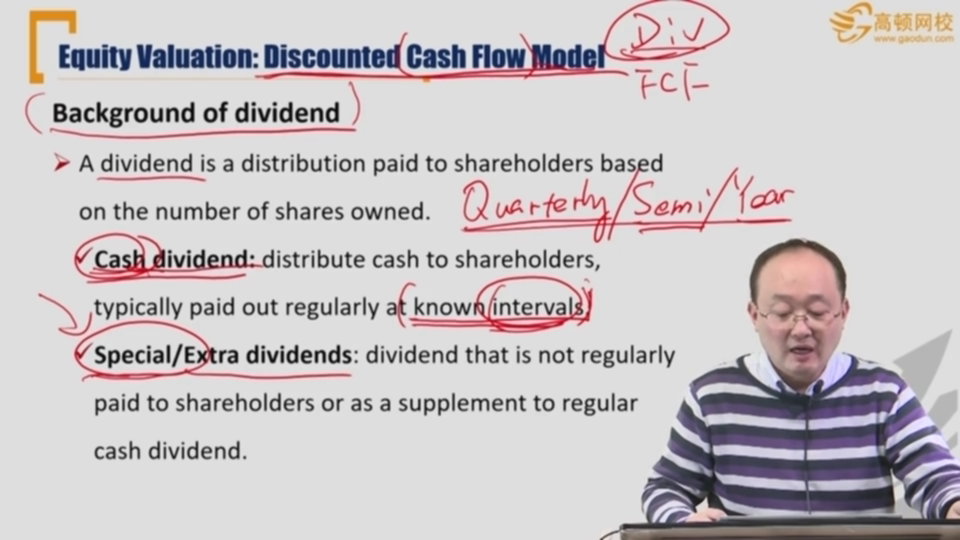 Equity Valuation: Discounted Cash Flow Model
Div
FCF
高顿网校
www.gaodun.com
Background of dividend
➢ A dividend is a distribution paid to shareholders based
on the number of shares owned.
Quarterly/Semi/Year
✓ Cash dividend: distribute cash to shareholders,
typically paid out regularly at known intervals
✓ Special/Extra dividends: dividend that is not regularly
paid to shareholders or as a supplement to regular
cash dividend.